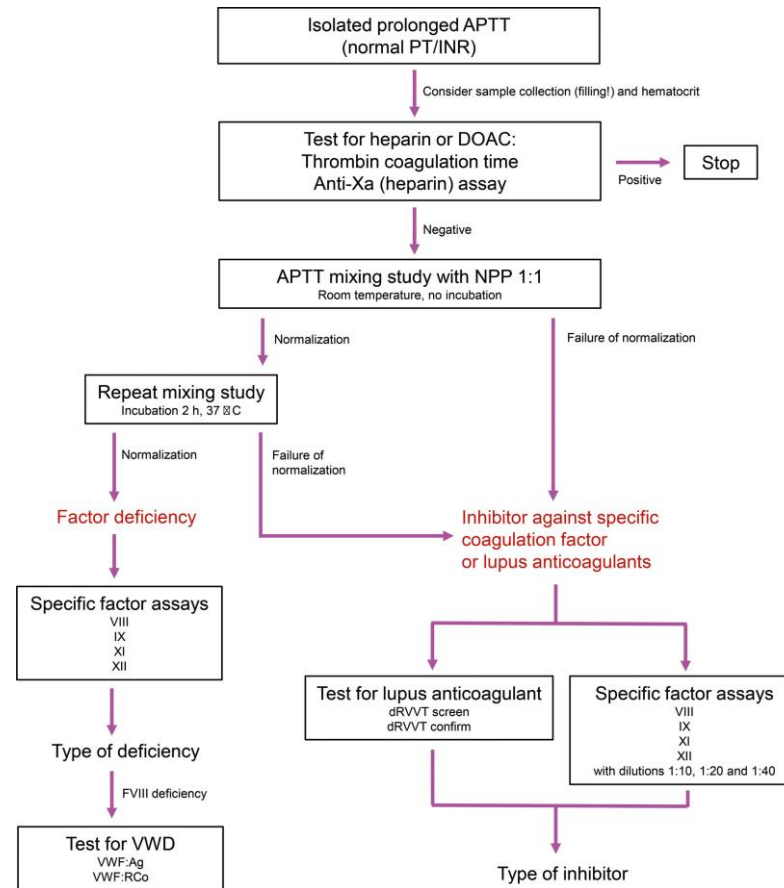 Isolated prolonged APTT
(normal PT/INR)
Consider sample collection (filling!) and hematocrit
Test for heparin or DOAC:
Thrombin coagulation time
Anti-Xa (heparin) assay
Positive
Stop
Negative
APTT mixing study with NPP 1:1
Room temperature, no incubation
Normalization
Failure of normalization
Repeat mixing study
Incubation 2 h, 37 C
Normalization
Failure of
normalization
Factor deficiency
Inhibitor against specific
coagulation factor
or lupus anticoagulants
Specific factor assays
VIII
IX
XI
XII
Type of deficiency
FVIII deficiency
Test for VWD
VWF:Ag
VWF:RCo
Test for lupus anticoagulant
dRVVT screen
dRVVT confirm
Specific factor assays
VIII
IX
XI
XII
with dilutions 1:10, 1:20 and 1:40
Type of inhibitor